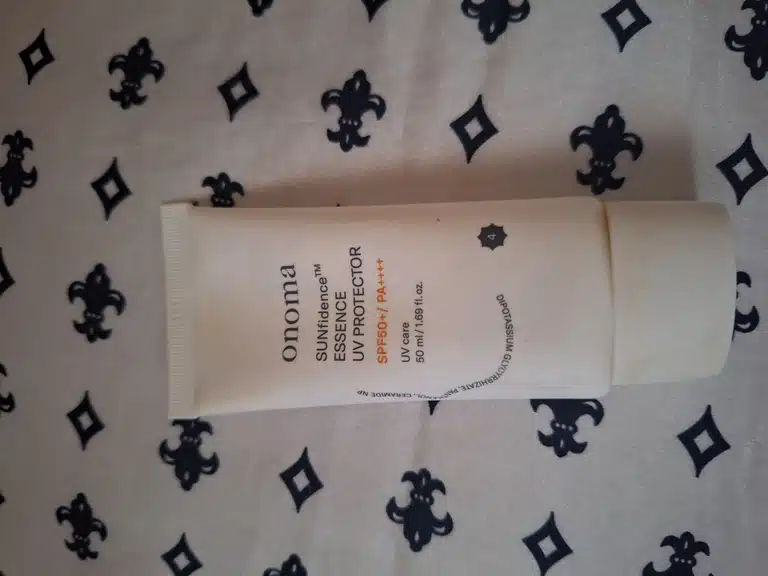 onoma
SUNfidence™
ESSENCE
UV PROTECTOR
SPF50+/ PA++++
UV care
50 ml / 1.69 fl. oz.
4
DIPOTASSIUM GLYCYRRHIZATE, PANTHENOL, CERAMIDE NP